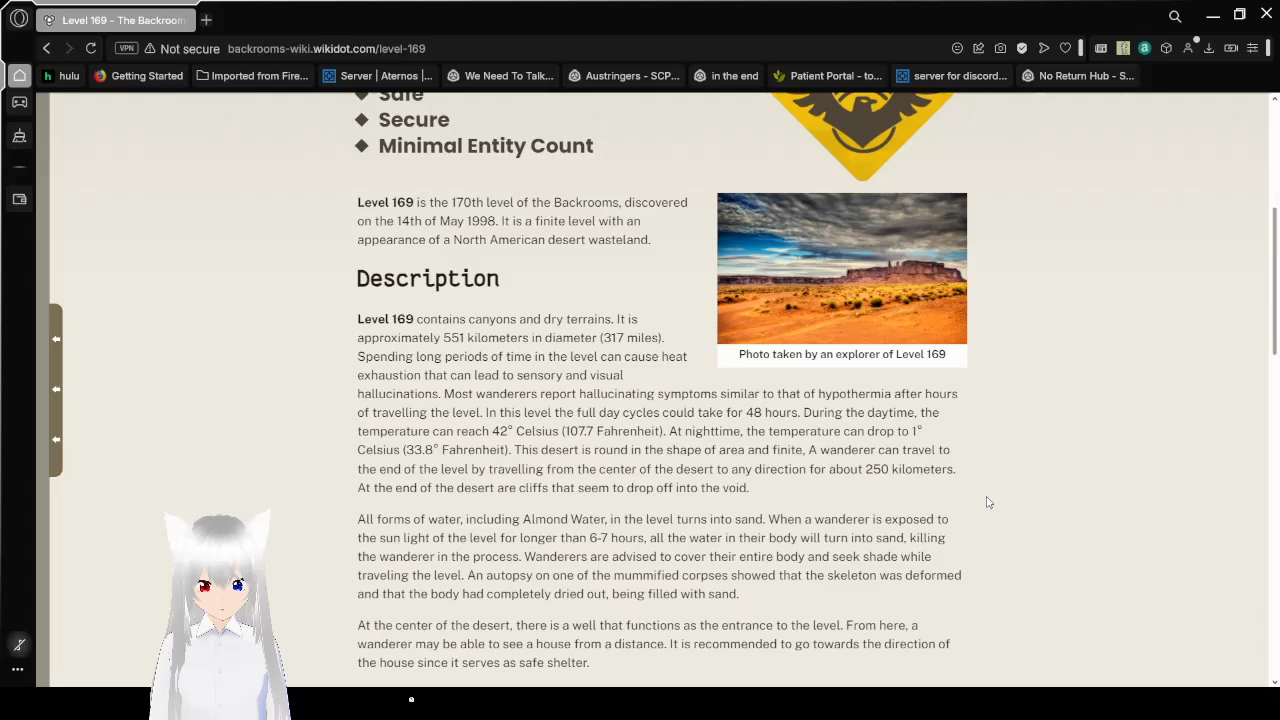 Level 169 - The Backroom
VPN Not secure backrooms-wiki.wikidot.com/level-169
hulu Getting Started Imported from Fire... Server | Aternos |... We Need To Talk... Austringers - SCP... in the end Patient Portal - to... server for discord... No Return Hub - S...
Safe
Secure
Minimal Entity Count
Level 169 is the 170th level of the Backrooms, discovered
on the 14th of May 1998. It is a finite level with an
appearance of a North American desert wasteland.
Description
Level 169 contains canyons and dry terrains. It is
approximately 551 kilometers in diameter (317 miles).
Spending long periods of time in the level can cause heat
exhaustion that can lead to sensory and visual
Photo taken by an explorer of Level 169
hallucinations. Most wanderers report hallucinating symptoms similar to that of hypothermia after hours
of travelling the level. In this level the full day cycles could take for 48 hours. During the daytime, the
temperature can reach 42° Celsius (107.7 Fahrenheit). At nighttime, the temperature can drop to 1°
Celsius (33.8° Fahrenheit). This desert is round in the shape of area and finite, A wanderer can travel to
the end of the level by travelling from the center of the desert to any direction for about 250 kilometers.
At the end of the desert are cliffs that seem to drop off into the void.
All forms of water, including Almond Water, in the level turns into sand. When a wanderer is exposed to
the sun light of the level for longer than 6-7 hours, all the water in their body will turn into sand, killing
the wanderer in the process. Wanderers are advised to cover their entire body and seek shade while
traveling the level. An autopsy on one of the mummified corpses showed that the skeleton was deformed
and that the body had completely dried out, being filled with sand.
At the center of the desert, there is a well that functions as the entrance to the level. From here, a
wanderer may be able to see a house from a distance. It is recommended to go towards the direction of
the house since it serves as safe shelter.